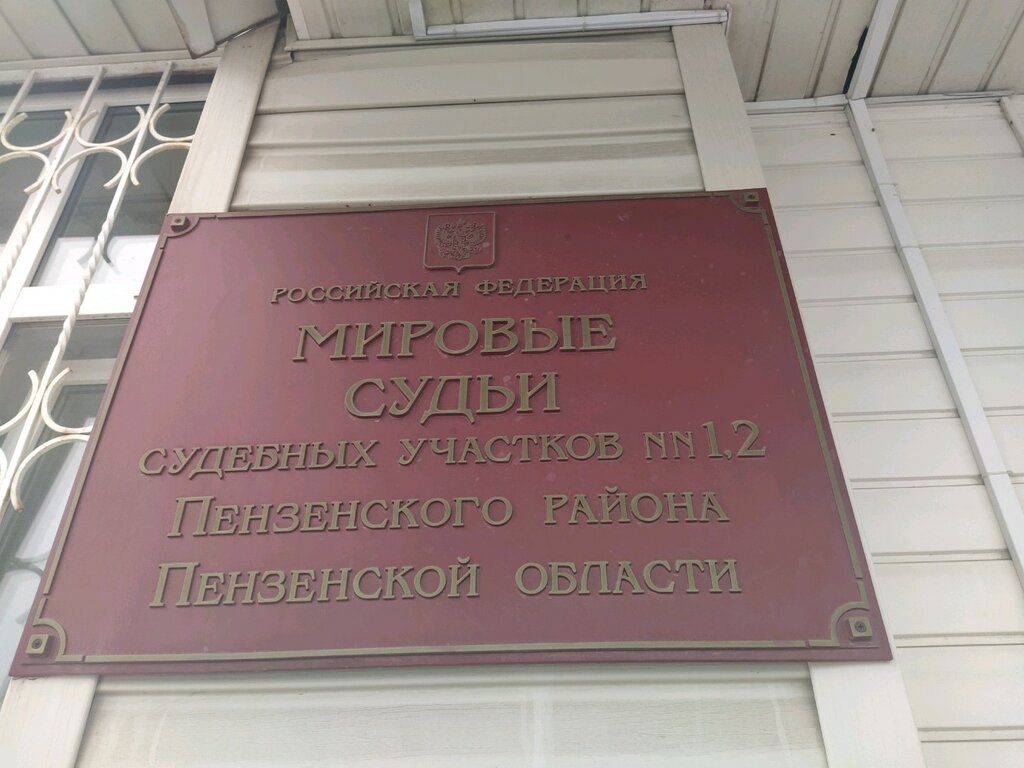 РОССИЙСКАЯ ФЕДЕРАЦИЯ
МИРОВЫЕ
СУДЬИ
СУДЕБНЫХ УЧАСТКОВ NN 1,2
ПЕНЗЕНСКОГО РАЙОНА
ПЕНЗЕНСКОЙ ОБЛАСТИ